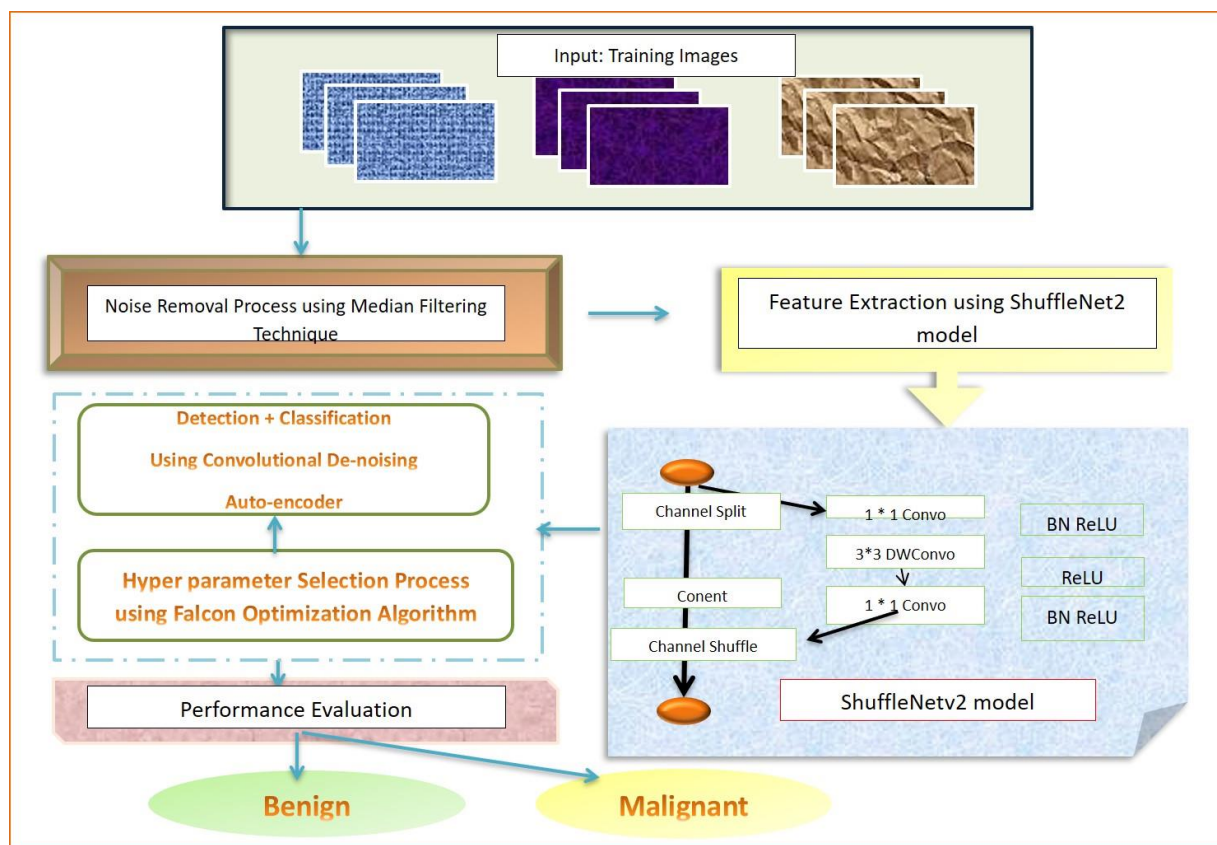 Input: Training Images
Noise Removal Process using Median Filtering
Technique
Feature Extraction using ShuffleNet2
model
Detection + Classification
Using Convolutional De-noising
Auto-encoder
Hyper parameter Selection Process
using Falcon Optimization Algorithm
Channel Split
1 * 1 Convo
BN ReLU
3*3 DWConvo
ReLU
Conent
1 * 1 Convo
BN ReLU
Channel Shuffle
ShuffleNetv2 model
Performance Evaluation
Benign
Malignant